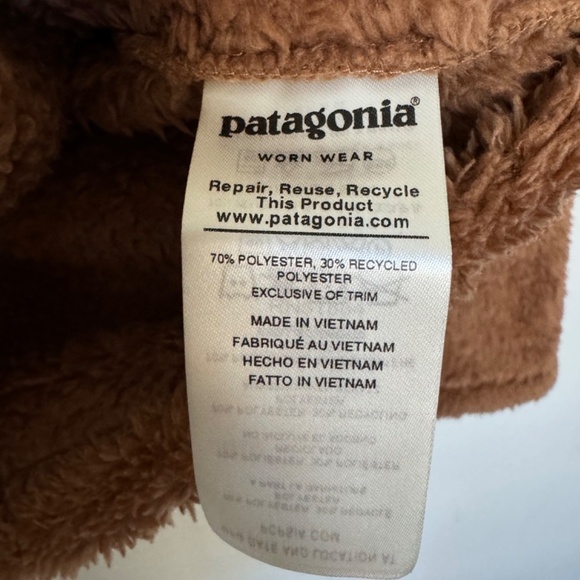 patagonia®
WORN WEAR
Repair, Reuse, Recycle
This Product
www.patagonia.com
70% POLYESTER, 30% RECYCLED
POLYESTER
EXCLUSIVE OF TRIM
MADE IN VIETNAM
FABRIQUÉ AU VIETNAM
HECHO EN VIETNAM
FATTO IN VIETNAM